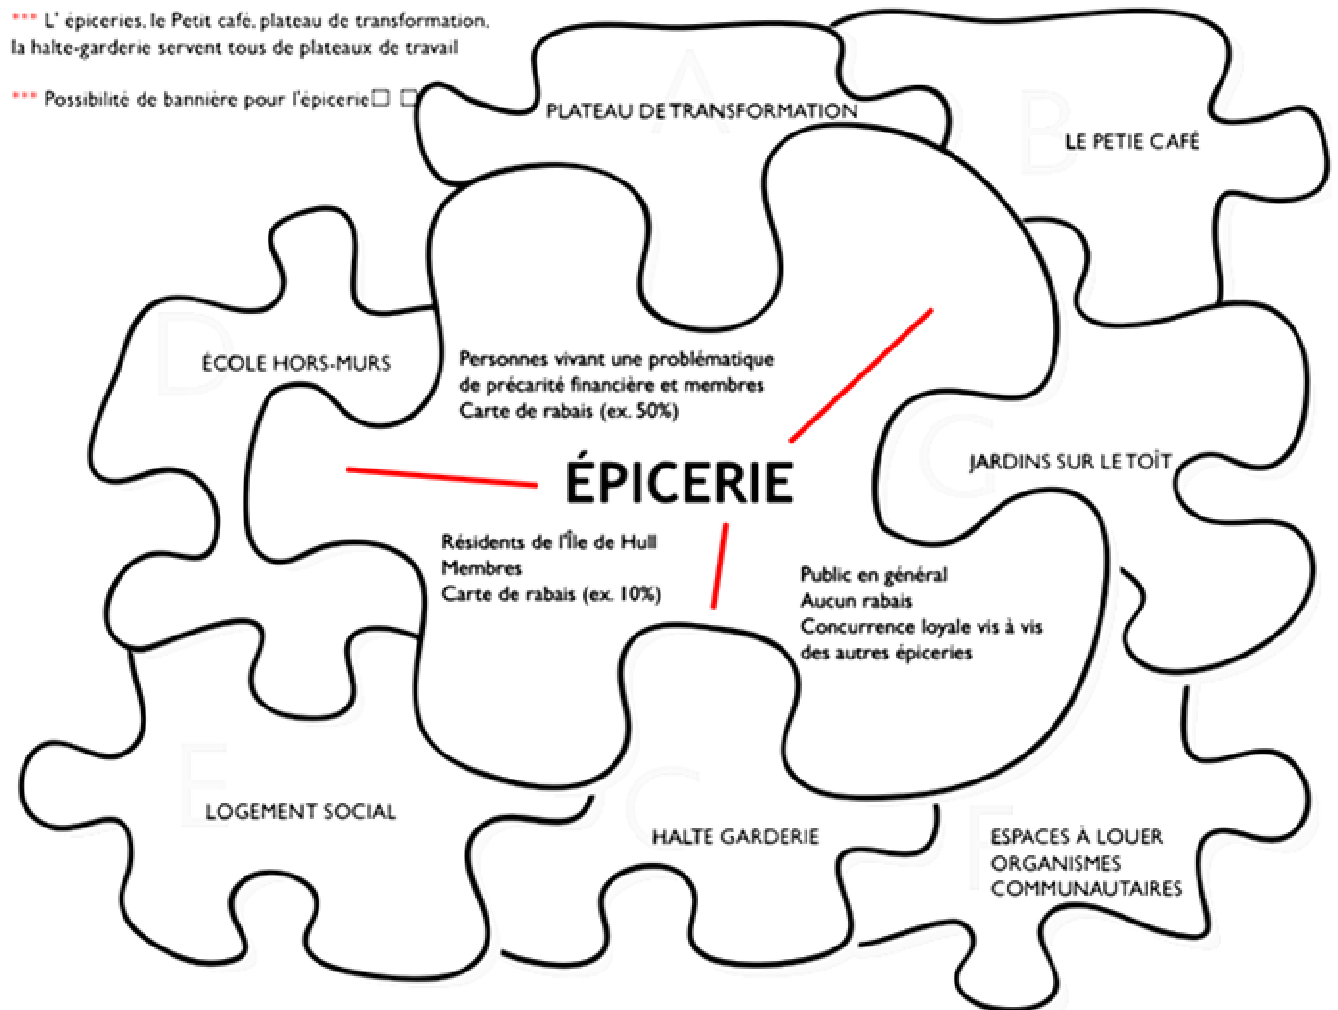 *** L' épiceries, le Petit café, plateau de transformation,
la halte-garderie servent tous de plateaux de travail
*** Possibilité de bannière pour l'épicerie□ □
A
PLATEAU DE TRANSFORMATION
B
LE PETIE CAFÉ
D
ÉCOLE HORS-MURS
Personnes vivant une problématique
de précarité financière et membres
Carte de rabais (ex. 50%)
G
JARDINS SUR LE TOÎT
ÉPICERIE
Résidents de l'Île de Hull
Membres
Carte de rabais (ex. 10%)
Public en général
Aucun rabais
Concurrence loyale vis à vis
des autres épiceries
E
LOGEMENT SOCIAL
C
HALTE GARDERIE
F
ESPACES À LOUER
ORGANISMES
COMMUNAUTAIRES